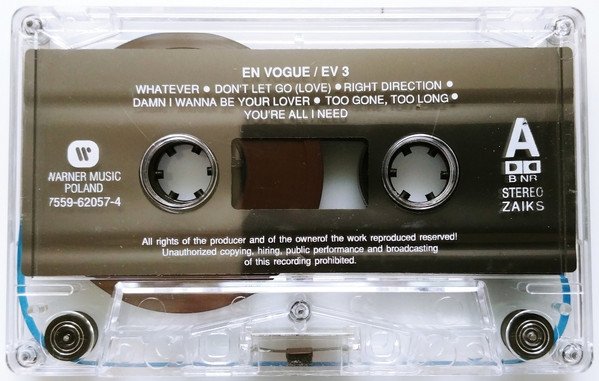 EN VOGUE / EV 3
WHATEVER ● DON'T LET GO (LOVE) ● RIGHT DIRECTION ●
DAMN I WANNA BE YOUR LOVER ● TOO GONE, TOO LONG ●
YOU'RE ALL I NEED
WARNER MUSIC
POLAND
7559-62057-4
A
B NR
STEREO
ZAIKS
All rights of the producer and of the ownerof the work reproduced reserved!
Unauthorized copying, hiring, public performance and broadcasting
of this recording prohibited.